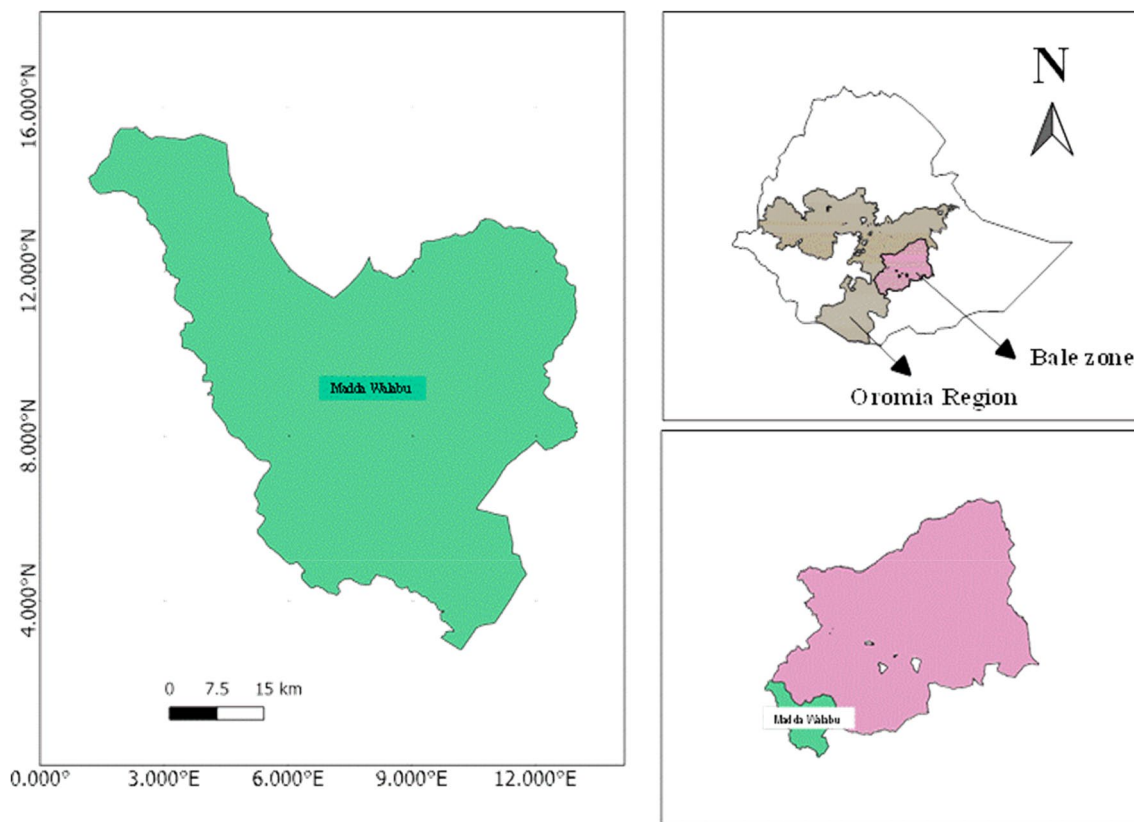 16.000°N
12.000°N
8.000°N
4.000°N
Madda Walabu
0 7.5 15 km
0.000° 3.000°E 6.000°E 9.000°E 12.000°E
N
Bale zone
Oromia Region
Madda Walabu